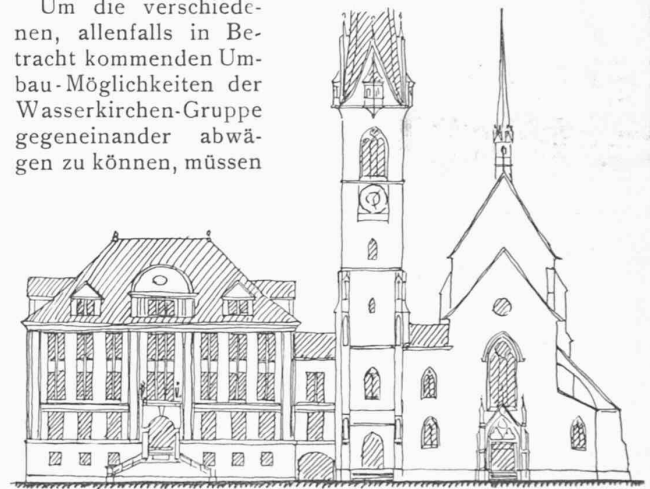 Um die verschiede-
nen, allenfalls in Be-
tracht kommenden Um-
bau-Möglichkeiten der
Wasserkirchen-Gruppe
gegeneinander abwä-
gen zu können, müssen